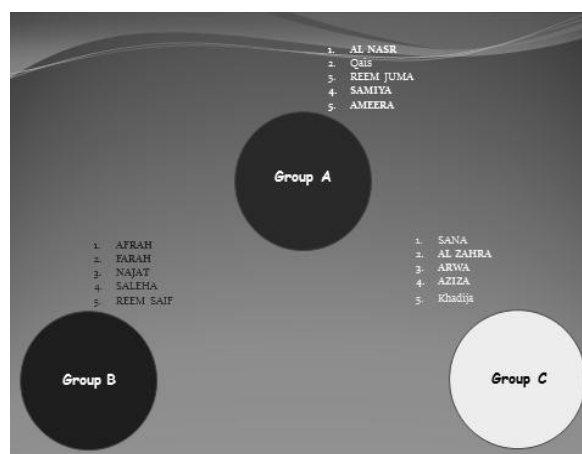 1. AL NASR
2. Qais
3. REEM JUMA
4. SAMIYA
5. AMEERA
Group A
1. AFRAH
2. FARAH
3. NAJAT
4. SALEHA
5. REEM SAIF
Group B
1. SANA
2. AL ZAHRA
3. ARWA
4. AZIZA
5. Khadija
Group C